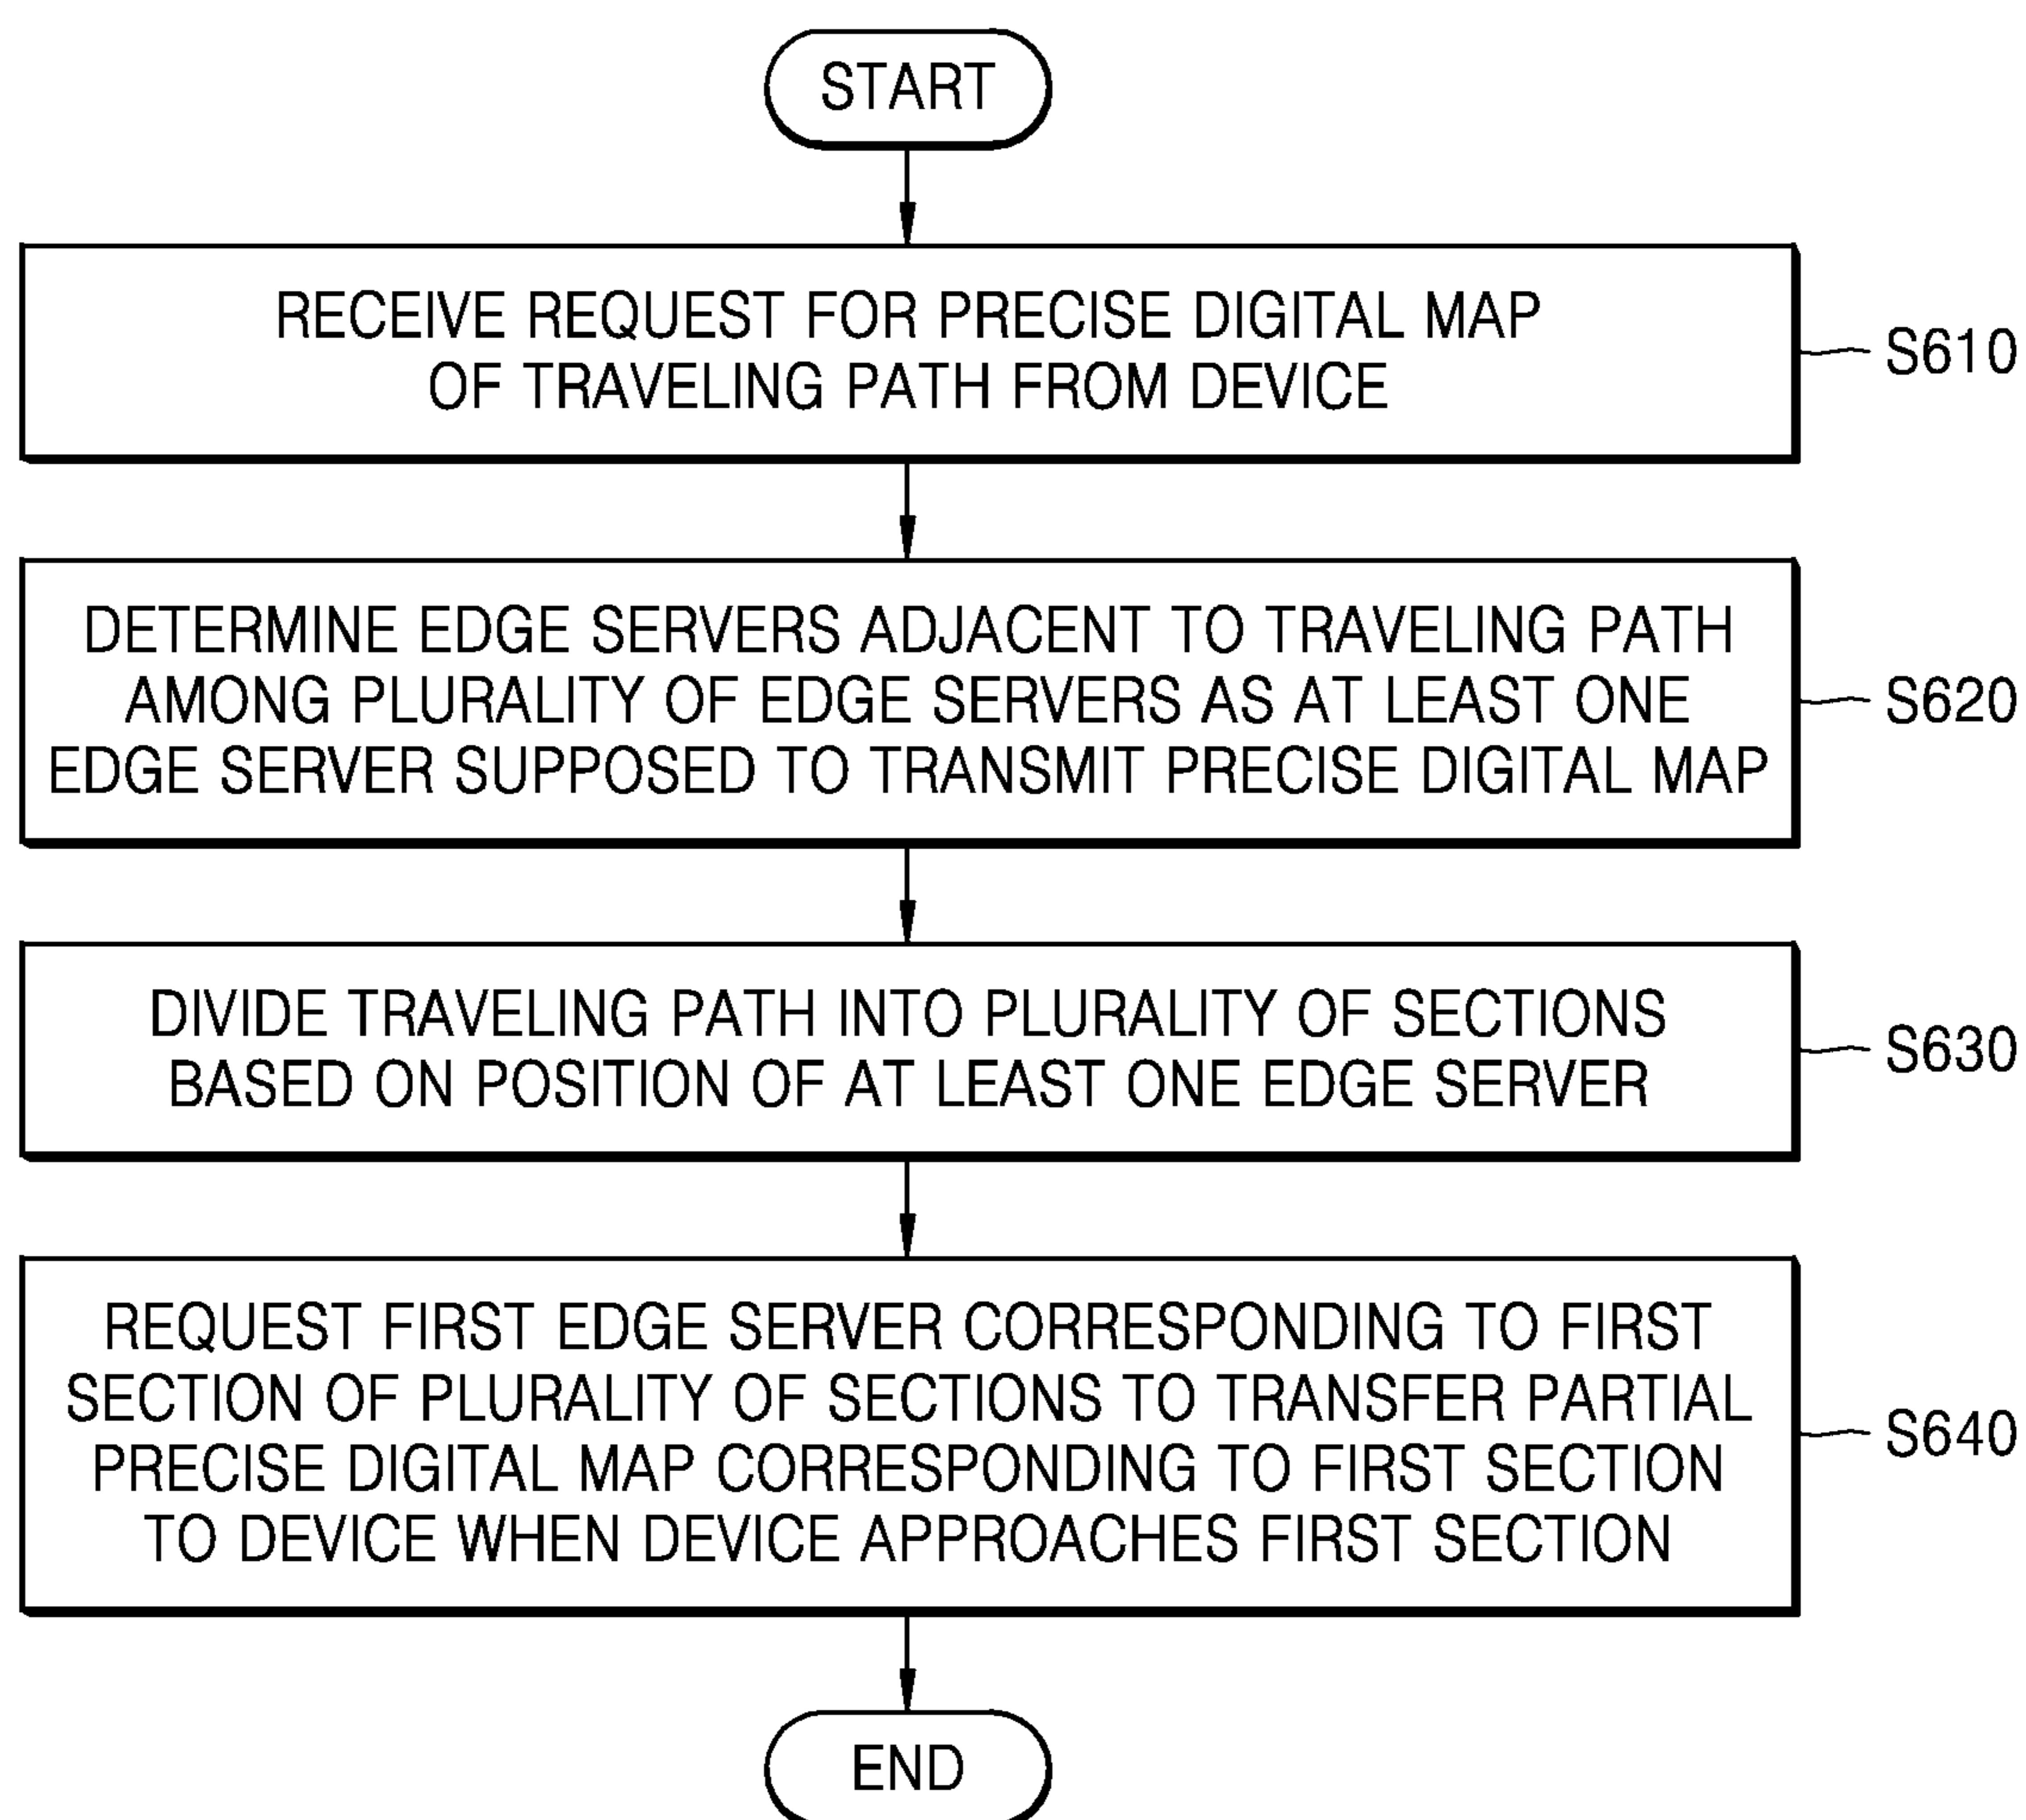 START
RECEIVE REQUEST FOR PRECISE DIGITAL MAP
OF TRAVELING PATH FROM DEVICE
S610
DETERMINE EDGE SERVERS ADJACENT TO TRAVELING PATH
AMONG PLURALITY OF EDGE SERVERS AS AT LEAST ONE
EDGE SERVER SUPPOSED TO TRANSMIT PRECISE DIGITAL MAP
S620
DIVIDE TRAVELING PATH INTO PLURALITY OF SECTIONS
BASED ON POSITION OF AT LEAST ONE EDGE SERVER
S630
REQUEST FIRST EDGE SERVER CORRESPONDING TO FIRST
SECTION OF PLURALITY OF SECTIONS TO TRANSFER PARTIAL
PRECISE DIGITAL MAP CORRESPONDING TO FIRST SECTION
TO DEVICE WHEN DEVICE APPROACHES FIRST SECTION
S640
END